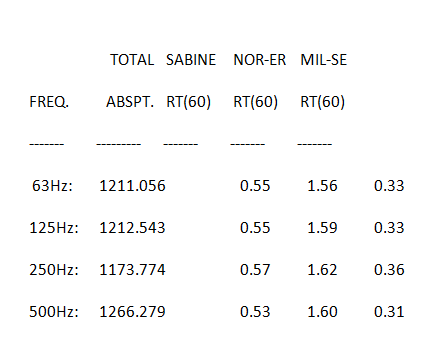 TOTAL SABINE NOR-ER MIL-SE
FREQ. ABSPT. RT(60) RT(60) RT(60)
------- --------- ------- ------- -------
63Hz: 1211.056 0.55 1.56 0.33
125Hz: 1212.543 0.55 1.59 0.33
250Hz: 1173.774 0.57 1.62 0.36
500Hz: 1266.279 0.53 1.60 0.31